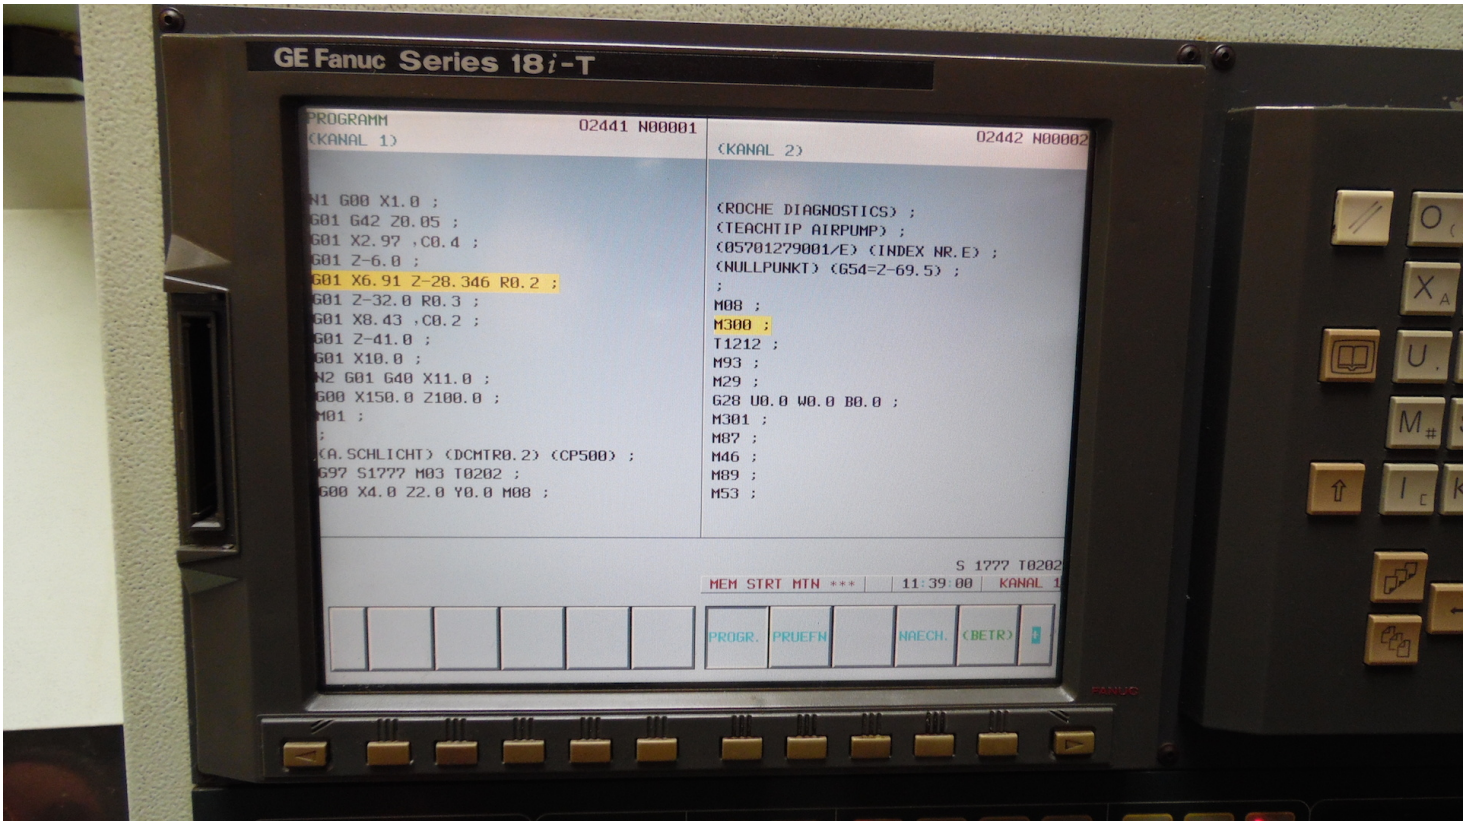 GE Fanuc Series 18i-T
PROGRAMM
O2441 N00001
(KANAL 1)
N1 G00 X1.0 ;
G01 G42 Z0.05 ;
G01 X2.97 ,C0.4 ;
G01 Z-6.0 ;
G01 X6.91 Z-28.346 R0.2 ;
G01 Z-32.0 R0.3 ;
G01 X8.43 ,C0.2 ;
G01 Z-41.0 ;
G01 X10.0 ;
N2 G01 G40 X11.0 ;
G00 X150.0 Z100.0 ;
M01 ;
;
(A.SCHLICHT) (DCMTR0.2) (CP500) ;
G97 S1777 M03 T0202 ;
G00 X4.0 Z2.0 Y0.0 M08 ;
O2442 N00002
(KANAL 2)
(ROCHE DIAGNOSTICS) ;
(TEACHTIP AIRPUMP) ;
(05701279001/E) (INDEX NR.E) ;
(NULLPUNKT) (G54=Z-69.5) ;
;
M08 ;
M300 ;
T1212 ;
M93 ;
M29 ;
G28 U0.0 W0.0 B0.0 ;
M301 ;
M87 ;
M46 ;
M89 ;
M53 ;
S 1777 T0202
MEM STRT MTN *** 11:39:00 KANAL 1
PROGR. PRUEFN NAECH. (BETR) +
FANUC
O (
X A
U ,
M #
I C
K